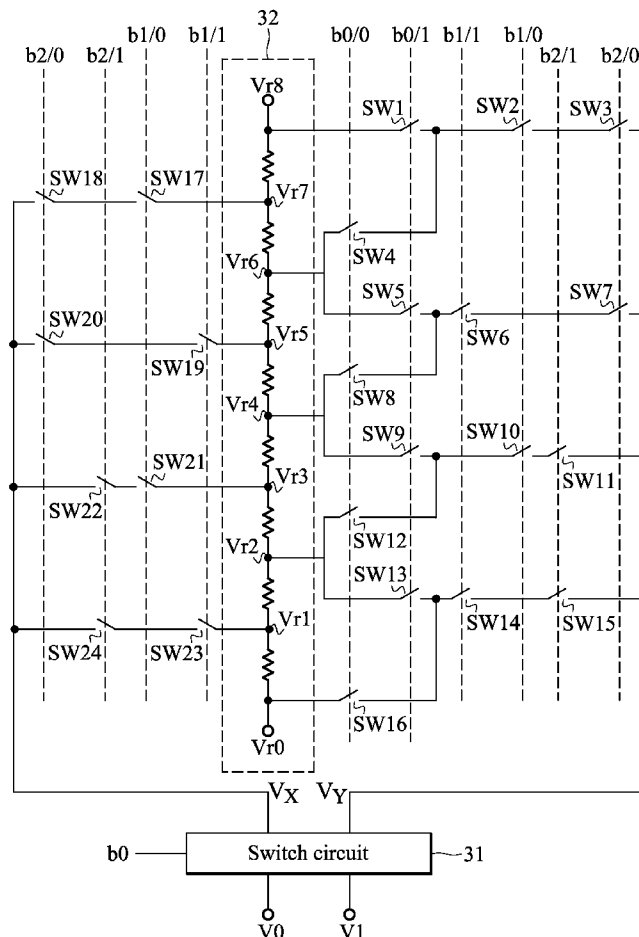 32
b1/0 b0/0 b1/0
b2/0 b2/1 b1/1 b0/1 b1/1 b2/1 b2/0
Vr8
SW1 SW2 SW3
SW18 SW17
Vr7
SW4
Vr6
SW5 SW7
SW20
Vr5 SW6
SW19
SW8
Vr4
SW9 SW10
SW21
Vr3 SW11
SW22
SW12
Vr2
SW13
Vr1
SW24 SW23 SW14 SW15
SW16
Vr0
VX VY
b0 Switch circuit 31
V0 V1